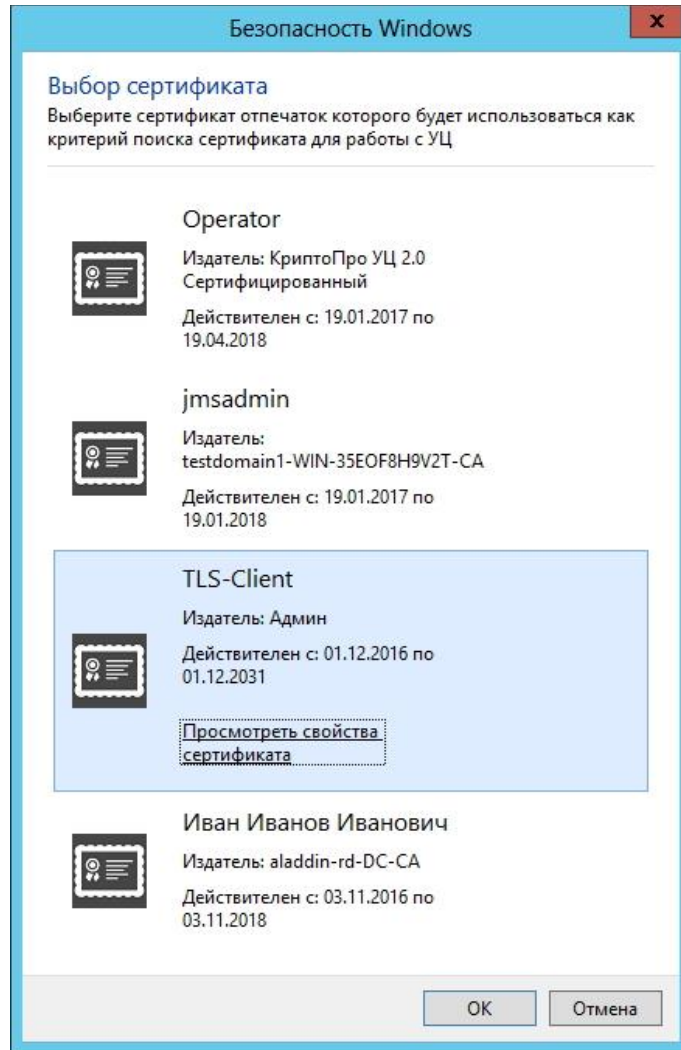 Безопасность Windows
x
Выбор сертификата
Выберите сертификат отпечаток которого будет использоваться как
критерий поиска сертификата для работы с УЦ
Operator
Издатель: КриптоПро УЦ 2.0
Сертифицированный
Действителен с: 19.01.2017 по
19.04.2018
jmsadmin
Издатель:
testdomain1-WIN-35EOF8H9V2T-CA
Действителен с: 19.01.2017 по
19.01.2018
TLS-Client
Издатель: Админ
Действителен с: 01.12.2016 по
01.12.2031
Просмотреть свойства
сертификата
Иван Иванов Иванович
Издатель: aladdin-rd-DC-CA
Действителен с: 03.11.2016 по
03.11.2018
OK
Отмена